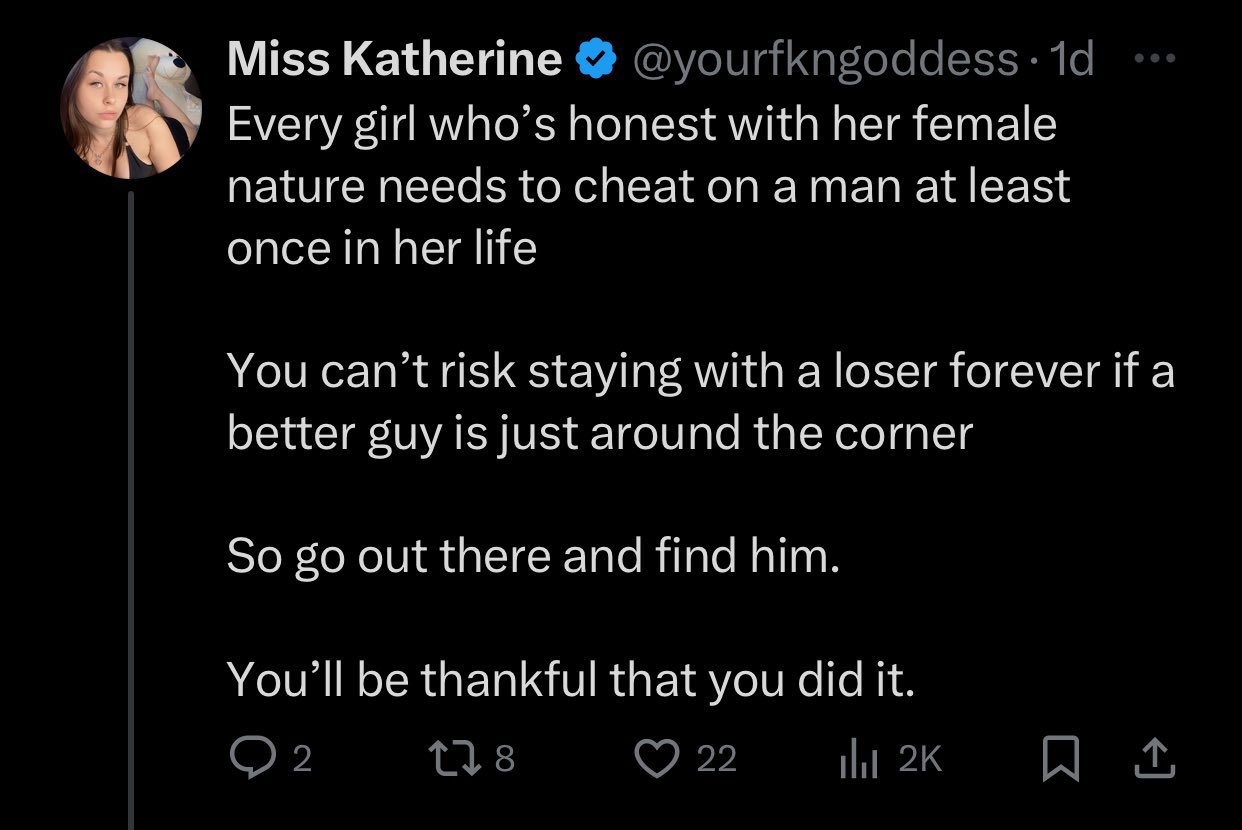 Miss Katherine @yourfkngoddess · 1d
Every girl who’s honest with her female
nature needs to cheat on a man at least
once in her life
You can’t risk staying with a loser forever if a
better guy is just around the corner
So go out there and find him.
You’ll be thankful that you did it.
2 8 22 2K